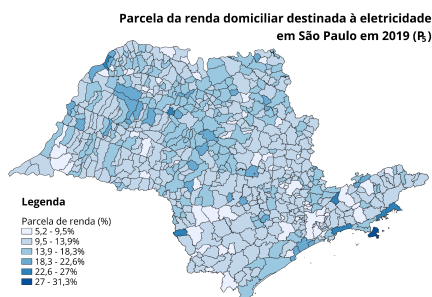 Parcela da renda domiciliar destinada à eletricidade
em São Paulo em 2019 (P₅)
Legenda
Parcela de renda (%)
5,2 - 9,5%
9,5 - 13,9%
13,9 - 18,3%
18,3 - 22,6%
22,6 - 27%
27 - 31,3%